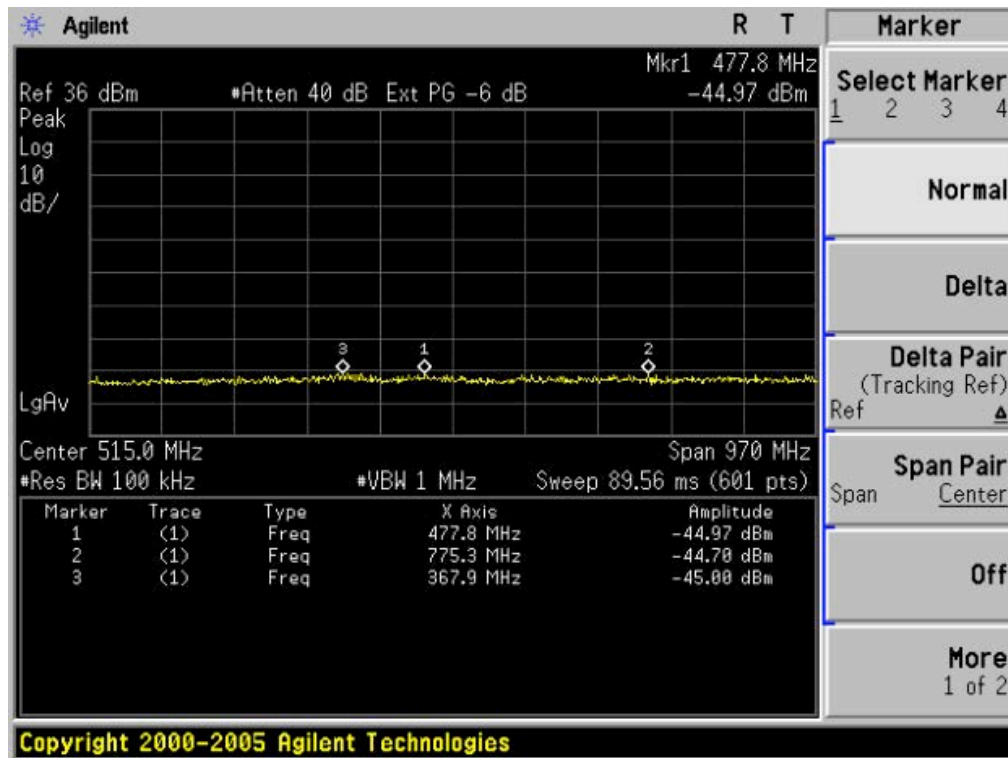 Agilent R T
Mkr1 477.8 MHz
Ref 36 dBm #Atten 40 dB Ext PG -6 dB -44.97 dBm
Peak
Log
10
dB/
3 1 2
LgAv
Center 515.0 MHz Span 970 MHz
#Res BW 100 kHz #VBW 1 MHz Sweep 89.56 ms (601 pts)
Marker Trace Type X Axis Amplitude
1 (1) Freq 477.8 MHz -44.97 dBm
2 (1) Freq 775.3 MHz -44.70 dBm
3 (1) Freq 367.9 MHz -45.00 dBm
Copyright 2000-2005 Agilent Technologies
Marker
Select Marker
1 2 3 4
Normal
Delta
Delta Pair
(Tracking Ref)
Ref Δ
Span Pair
Span Center
Off
More
1 of 2